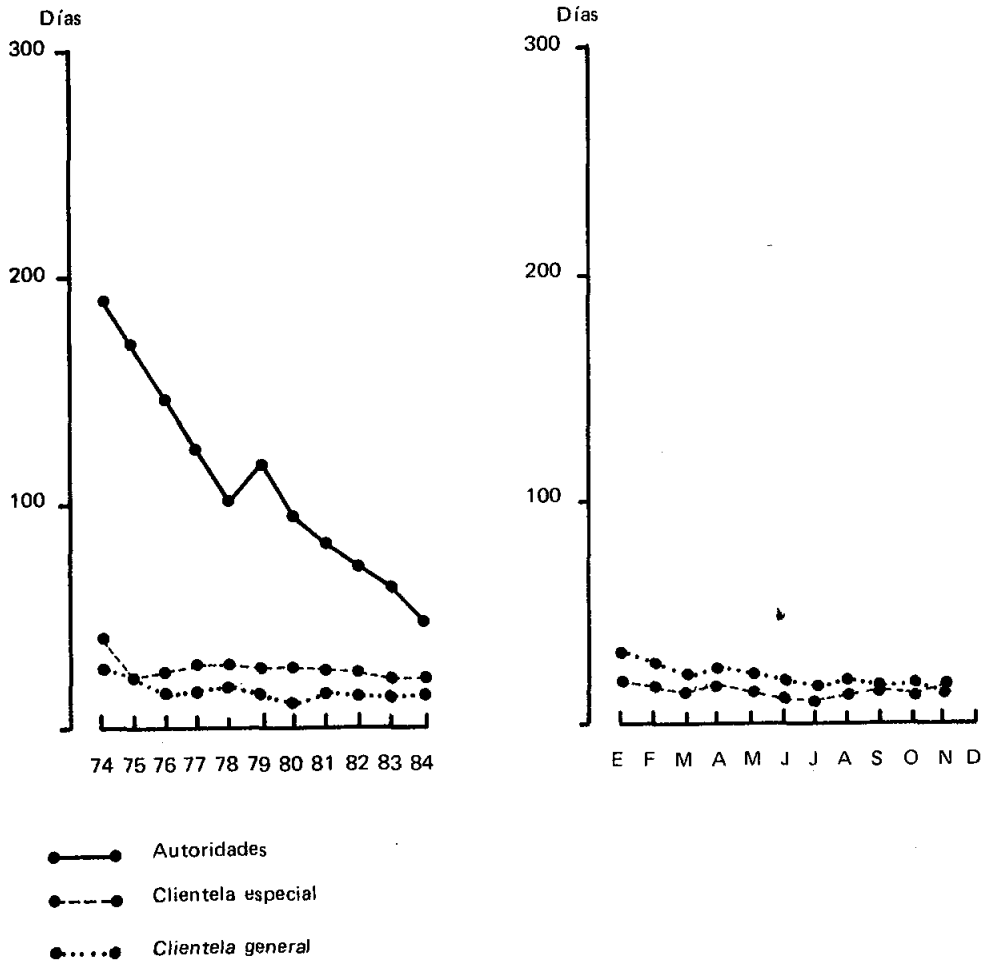 Días
300
200
100
74 75 76 77 78 79 80 81 82 83 84
Días
300
200
100
E F M A M J J A S O N D
Autoridades
Clientela especial
Clientela general